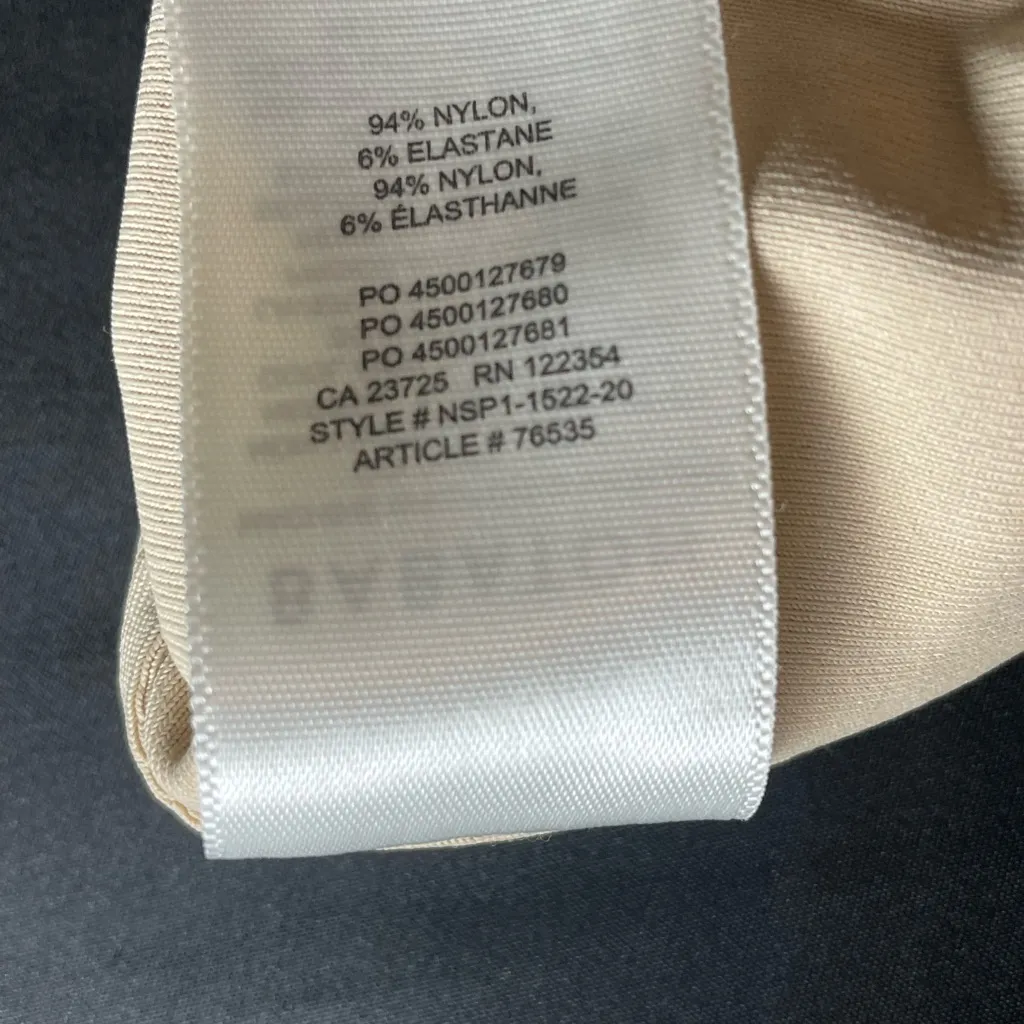 94% NYLON,
6% ELASTANE
94% NYLON,
6% ÉLASTHANNE
PO 4500127679
PO 4500127680
PO 4500127681
CA 23725 RN 122354
STYLE # NSP1-1522-20
ARTICLE # 76535